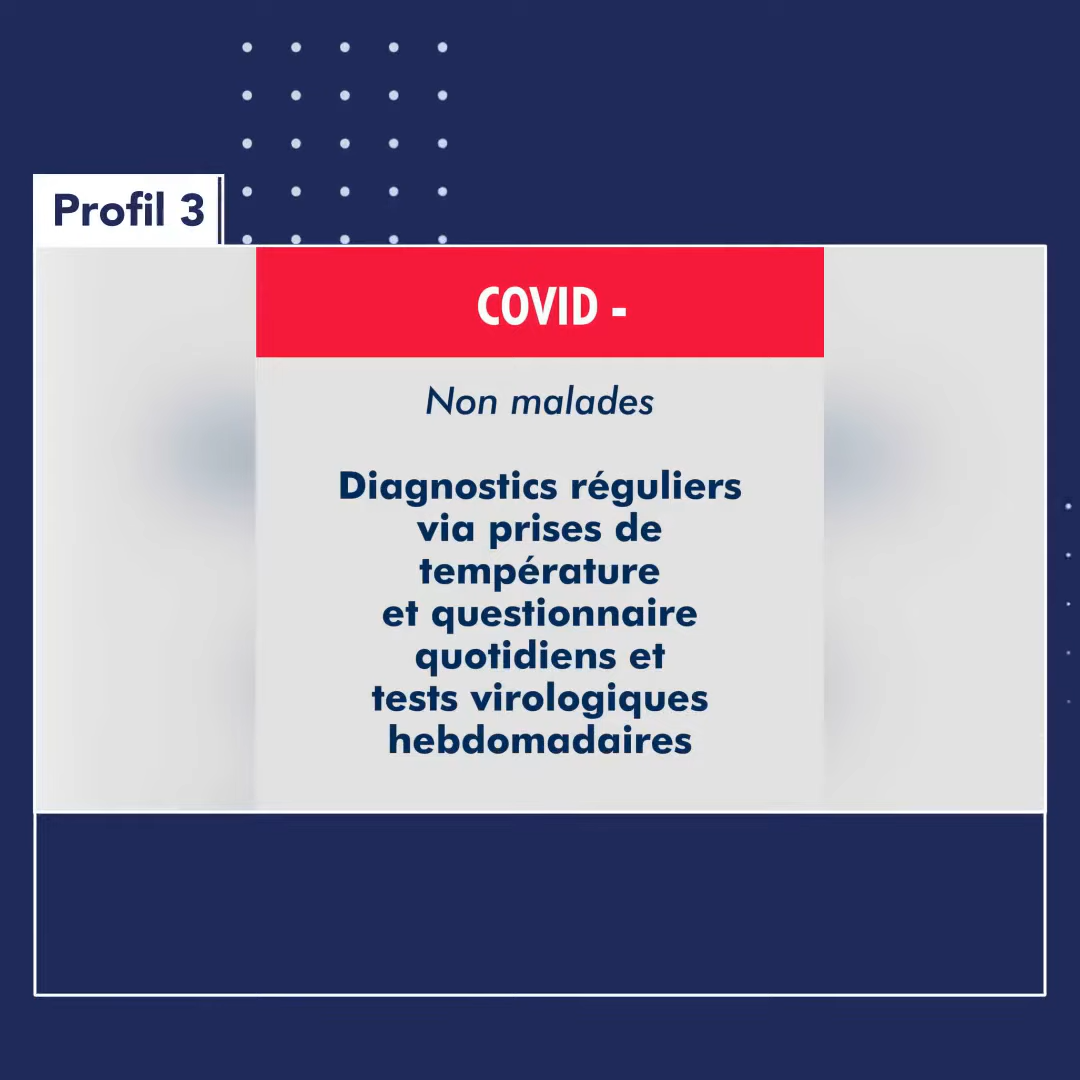 Profil 3
COVID -
Non malades
Diagnostics réguliers
via prises de
température
et questionnaire
quotidiens et
tests virologiques
hebdomadaires